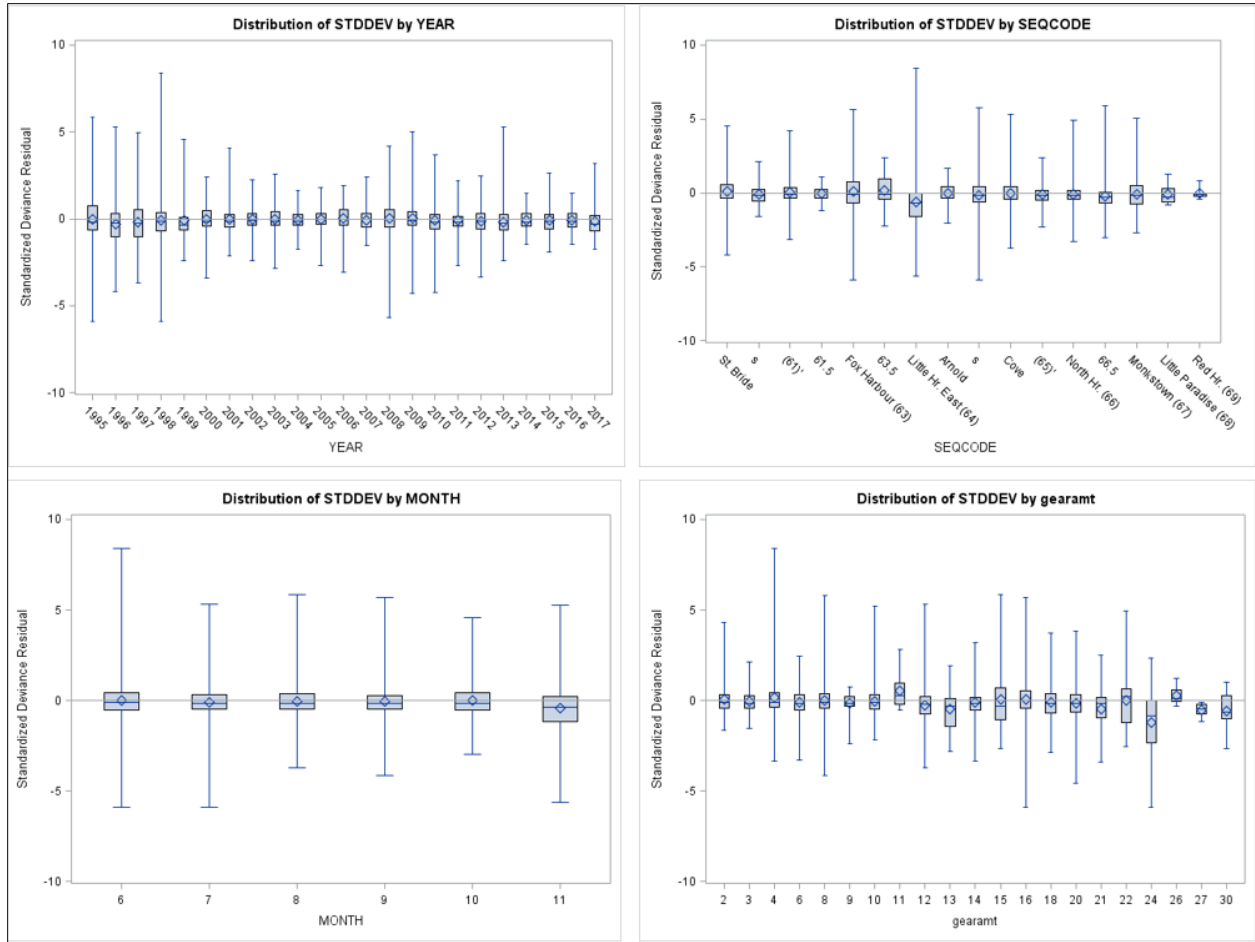 Distribution of STDDEV by YEAR
10
5
0
-5
-10
Standardized Deviance Residual
1995 1996 1997 1998 1999 2000 2001 2002 2003 2004 2005 2006 2007 2008 2009 2010 2011 2012 2013 2014 2015 2016 2017
YEAR
Distribution of STDDEV by SEQCODE
10
5
0
-5
-10
Standardized Deviance Residual
St. Bride
s
(61)'
61.5
Fox Harbour (63)
63.5
Little Hr. East (64)
Arnold
s
Cove
(65)'
North Hr. (66)
66.5
Monkstown (67)
Little Paradise (68)
Red Hr. (69)
SEQCODE
Distribution of STDDEV by MONTH
10
5
0
-5
-10
Standardized Deviance Residual
6 7 8 9 10 11
MONTH
Distribution of STDDEV by gearamt
10
5
0
-5
-10
Standardized Deviance Residual
2 3 4 6 8 9 10 11 12 13 14 15 16 18 20 21 22 24 26 27 30
gearamt